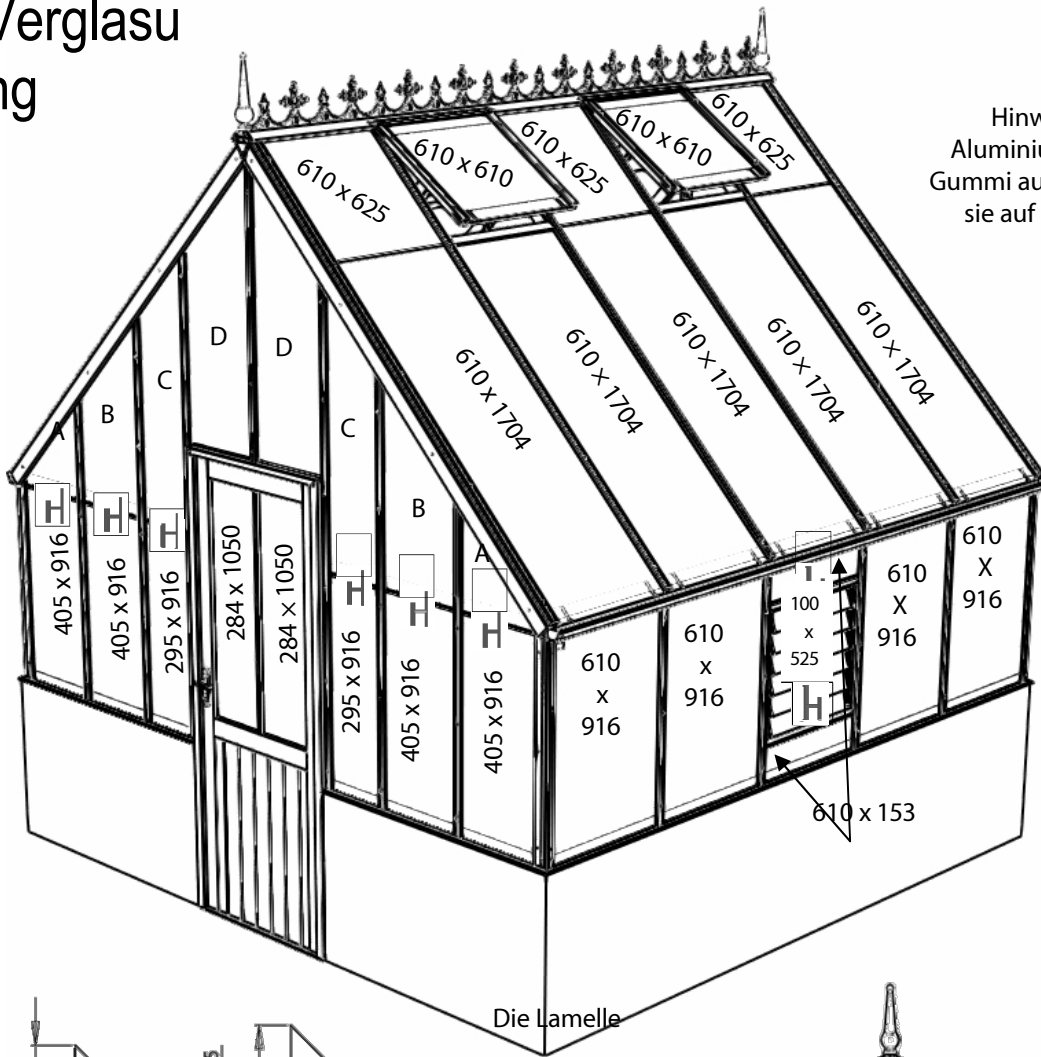 Verglasu
ng
Hinw
Aluminiu
Gummi au
sie auf
610 x 625
610 x 610
610 x 625
610 x 610
610 x 625
610 x 1704
610 x 1704
610 x 1704
610 x 1704
610 x 1704
A
B
C
D
D
C
B
A
H
H
H
H
H
H
405 x 916
405 x 916
295 x 916
284 x 1050
284 x 1050
295 x 916
405 x 916
405 x 916
610
x
916
610
x
916
100
x
525
H
610
X
916
610
X
916
610 x 153
Die Lamelle